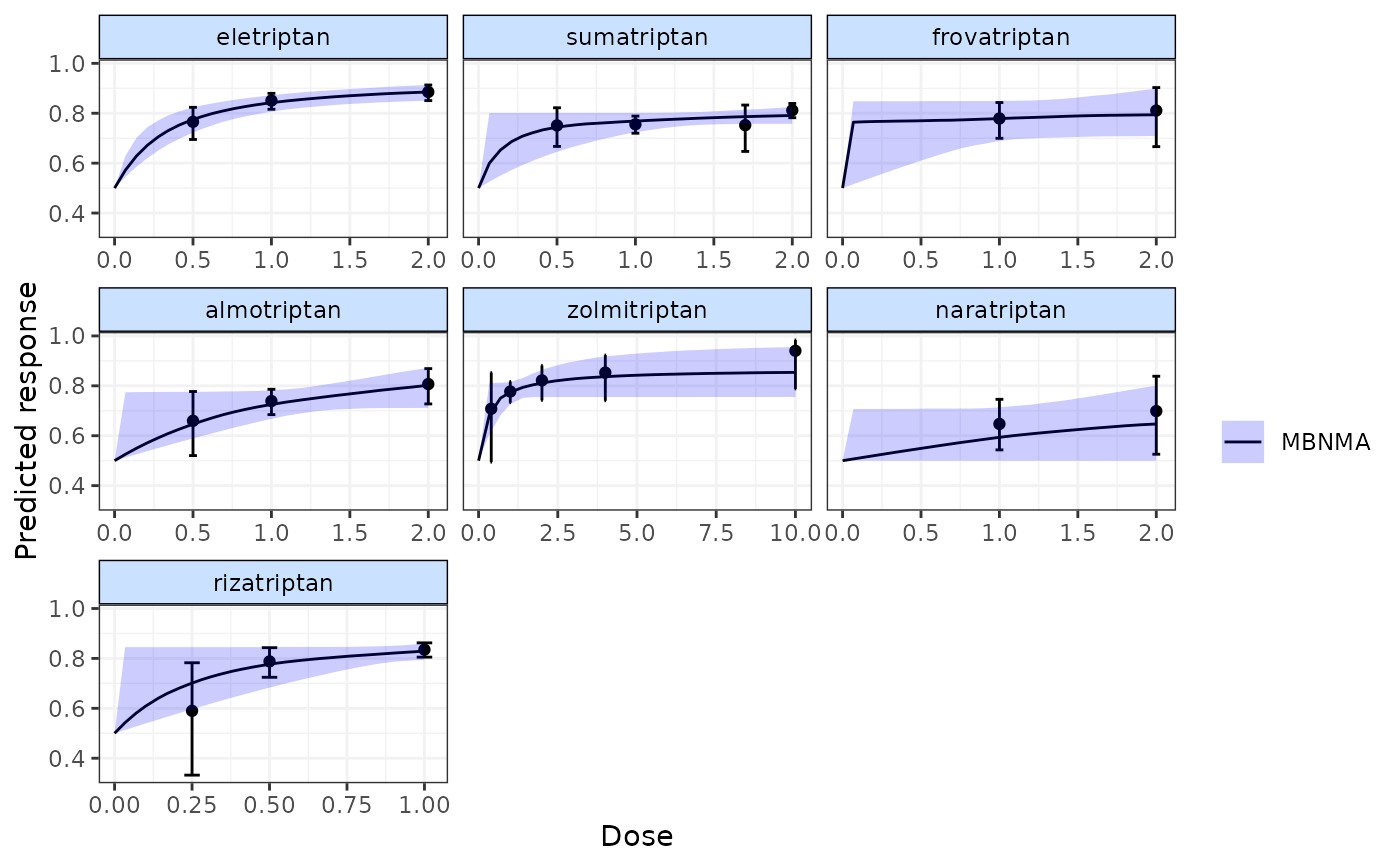 eletriptan sumatriptan frovatriptan
1.0
0.8
0.6
0.4
0.0 0.5 1.0 1.5 2.0 0.0 0.5 1.0 1.5 2.0 0.0 0.5 1.0 1.5 2.0
almotriptan zolmitriptan naratriptan
1.0
0.8
0.6
0.4
0.0 0.5 1.0 1.5 2.0 0.0 2.5 5.0 7.5 10.0 0.0 0.5 1.0 1.5 2.0
rizatriptan
1.0
0.8
0.6
0.4
0.00 0.25 0.50 0.75 1.00
Predicted response
Dose
MBNMA